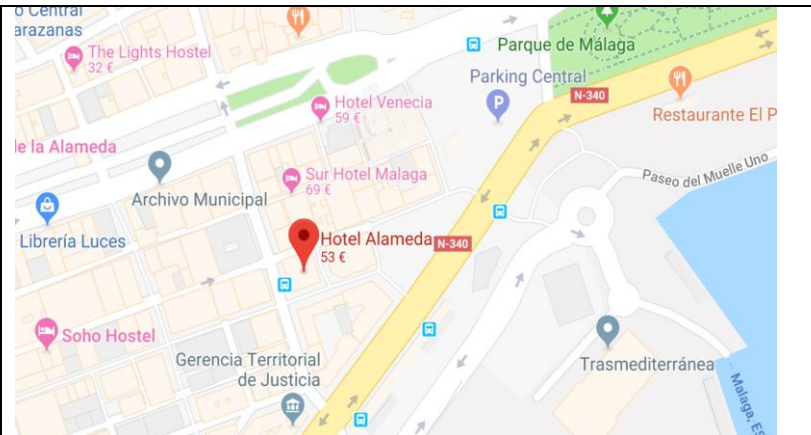 o Central
arazanas
The Lights Hostel
32 €
Parque de Málaga
Parking Central
P
N-340
Hotel Venecia
59 €
Restaurante El P
de la Alameda
Paseo del Muelle Uno
Sur Hotel Malaga
69 €
Archivo Municipal
Librería Luces
Hotel Alameda
53 €
N-340
Soho Hostel
Gerencia Territorial
de Justicia
Trasmediterránea
Malaga, Es